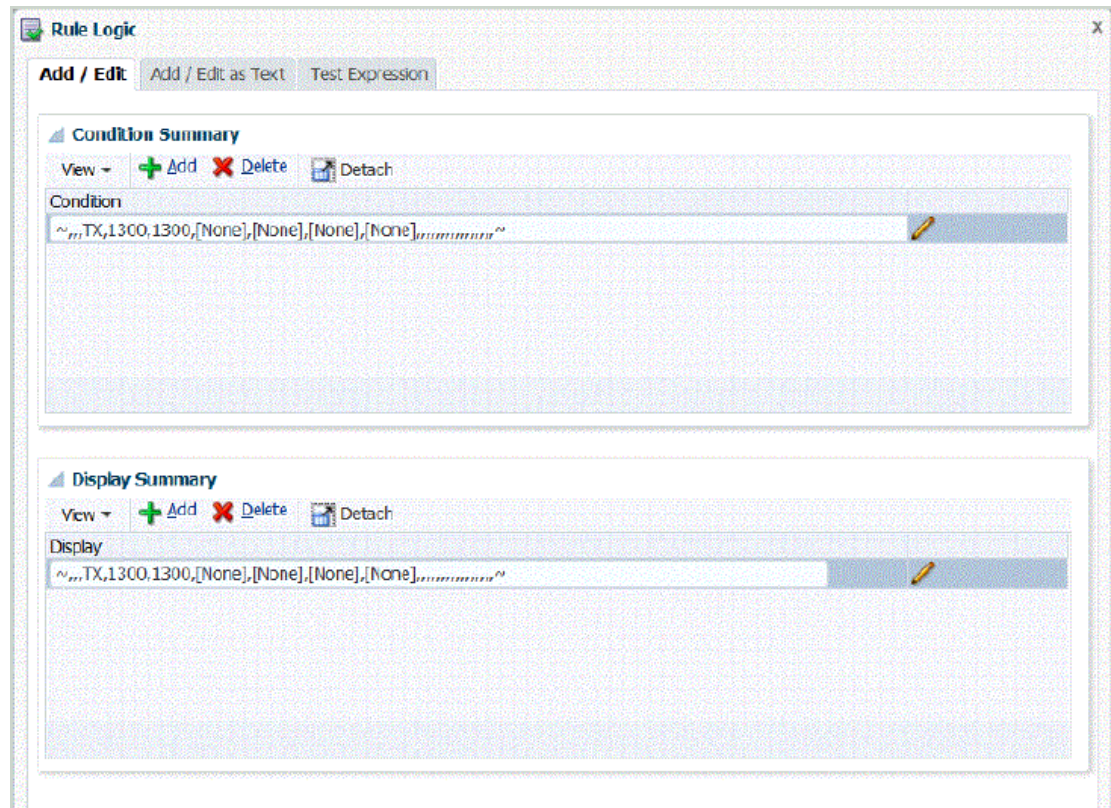 Rule Logic x
Add / Edit Add / Edit as Text Test Expression
Condition Summary
View Add Delete Detach
Condition
~,,,TX,1300,1300,[None],[None],[None],[None],,,,,,,,,,,,,,,,~
Display Summary
View Add Delete Detach
Display
~,,,TX,1300,1300,[None],[None],[None],[None],,,,,,,,,,,,,,,,~